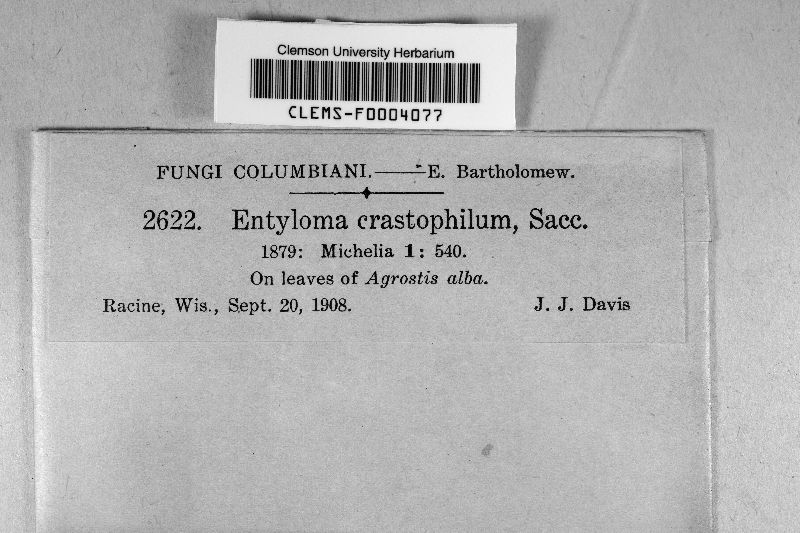 Clemson University Herbarium
CLEMS-F0004077
FUNGI COLUMBIANI.——E. Bartholomew.
2622. Entyloma crastophilum, Sacc.
1879: Michelia 1: 540.
On leaves of Agrostis alba.
Racine, Wis., Sept. 20, 1908. J. J. Davis